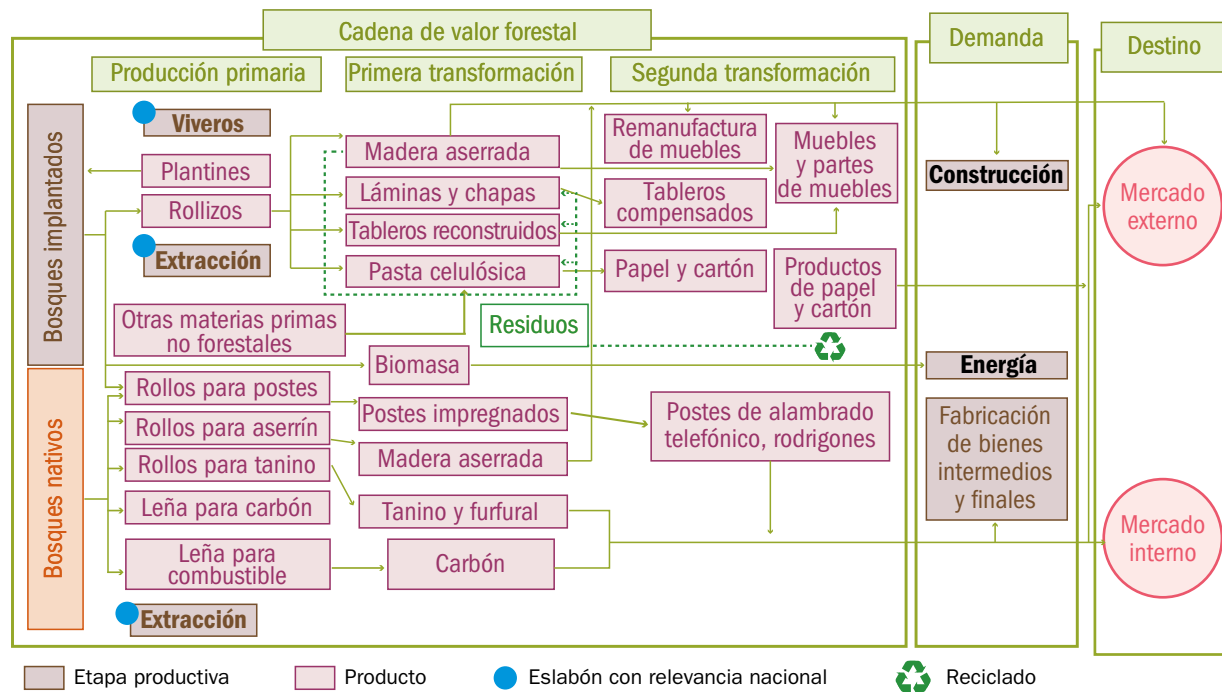 Cadena de valor forestal
Demanda
Destino
Producción primaria
Primera transformación
Segunda transformación
Bosques implantados
Viveros
Plantines
Rollizos
Extracción
Otras materias primas
no forestales
Madera aserrada
Láminas y chapas
Tableros reconstruidos
Pasta celulósica
Remanufactura
de muebles
Muebles
y partes
de muebles
Tableros
compensados
Papel y cartón
Productos
de papel
y cartón
Residuos
Construcción
Mercado
externo
Biomasa
Energía
Bosques nativos
Rollos para postes
Rollos para aserrín
Rollos para tanino
Leña para carbón
Leña para
combustible
Extracción
Postes impregnados
Madera aserrada
Tanino y furfural
Carbón
Postes de alambrado
telefónico, rodrigones
Fabricación
de bienes
intermedios
y finales
Mercado
interno
Etapa productiva
Producto
Eslabón con relevancia nacional
Reciclado